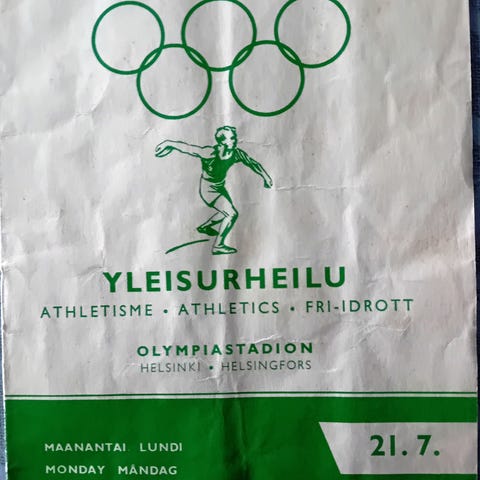 YLEISURHEILU
ATHLETISME • ATHLETICS • FRI-IDROTT
OLYMPIASTADION
HELSINKI • HELSINGFORS
MAANANTAI LUNDI
MONDAY MÅNDAG
21.7.